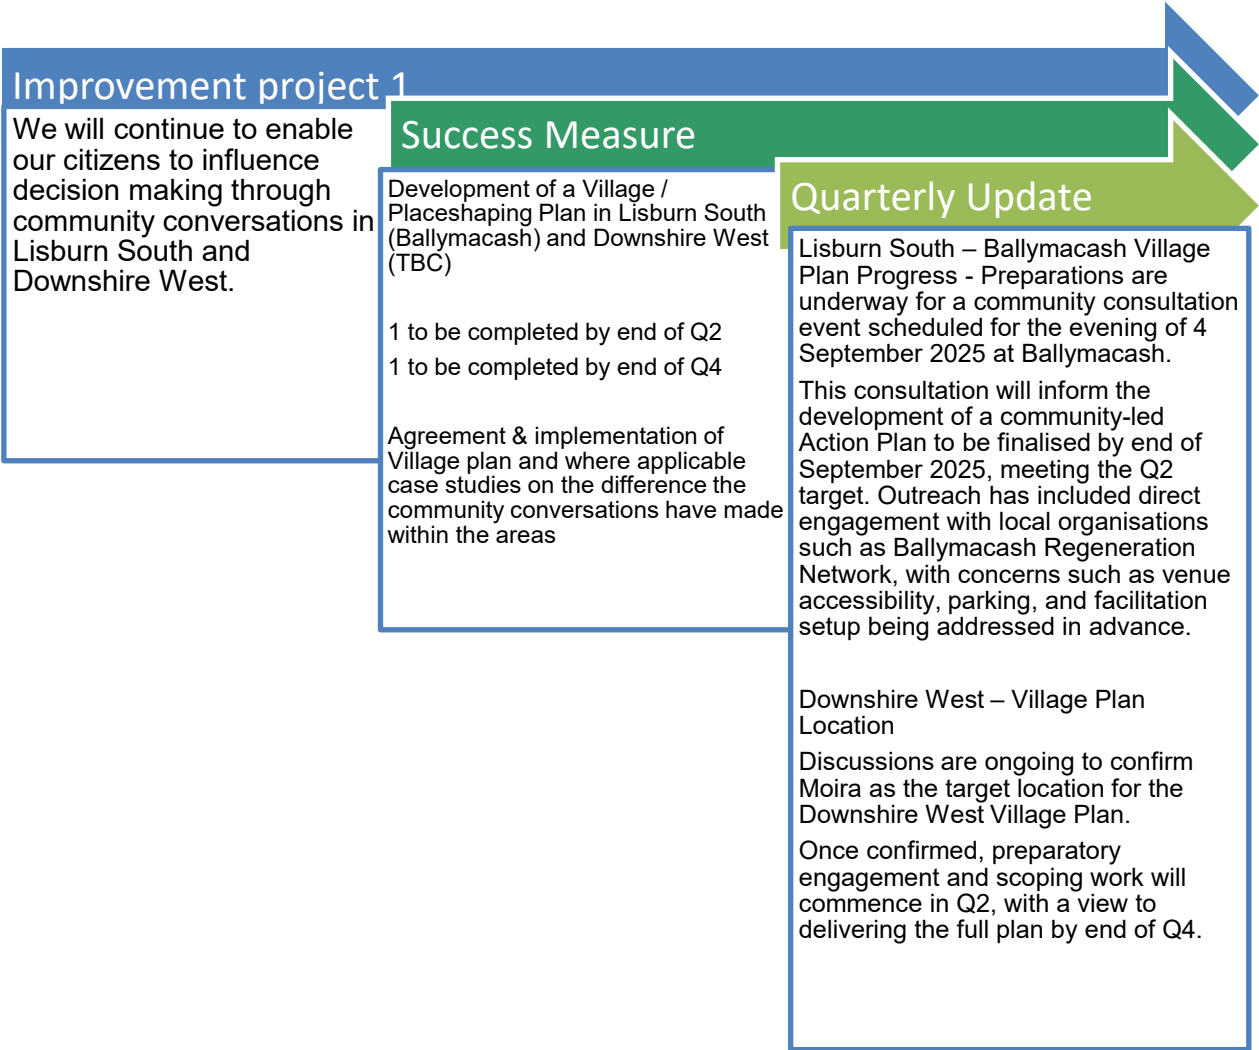 Improvement project 1
We will continue to enable
our citizens to influence
decision making through
community conversations in
Lisburn South and
Downshire West.
Success Measure
Development of a Village /
Placeshaping Plan in Lisburn South
(Ballymacash) and Downshire West
(TBC)
1 to be completed by end of Q2
1 to be completed by end of Q4
Agreement & implementation of
Village plan and where applicable
case studies on the difference the
community conversations have made
within the areas
Quarterly Update
Lisburn South – Ballymacash Village
Plan Progress - Preparations are
underway for a community consultation
event scheduled for the evening of 4
September 2025 at Ballymacash.
This consultation will inform the
development of a community-led
Action Plan to be finalised by end of
September 2025, meeting the Q2
target. Outreach has included direct
engagement with local organisations
such as Ballymacash Regeneration
Network, with concerns such as venue
accessibility, parking, and facilitation
setup being addressed in advance.
Downshire West – Village Plan
Location
Discussions are ongoing to confirm
Moira as the target location for the
Downshire West Village Plan.
Once confirmed, preparatory
engagement and scoping work will
commence in Q2, with a view to
delivering the full plan by end of Q4.